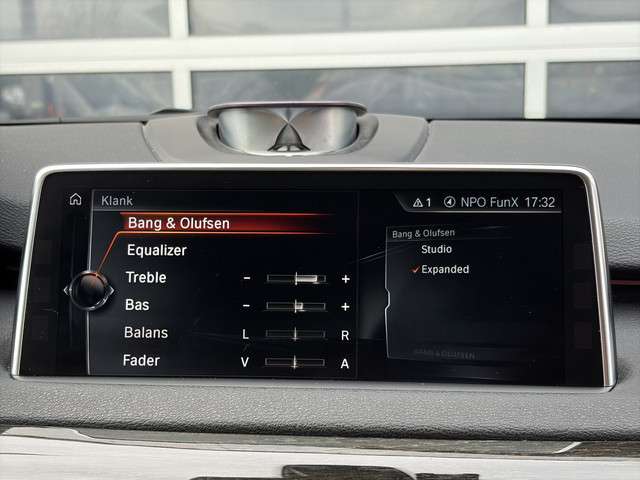 Klank
1 NPO FunX 17:32
Bang & Olufsen
Equalizer
Treble - +
Bas - +
Balans L R
Fader V A
Bang & Olufsen
Studio
Expanded
BANG & OLUFSEN